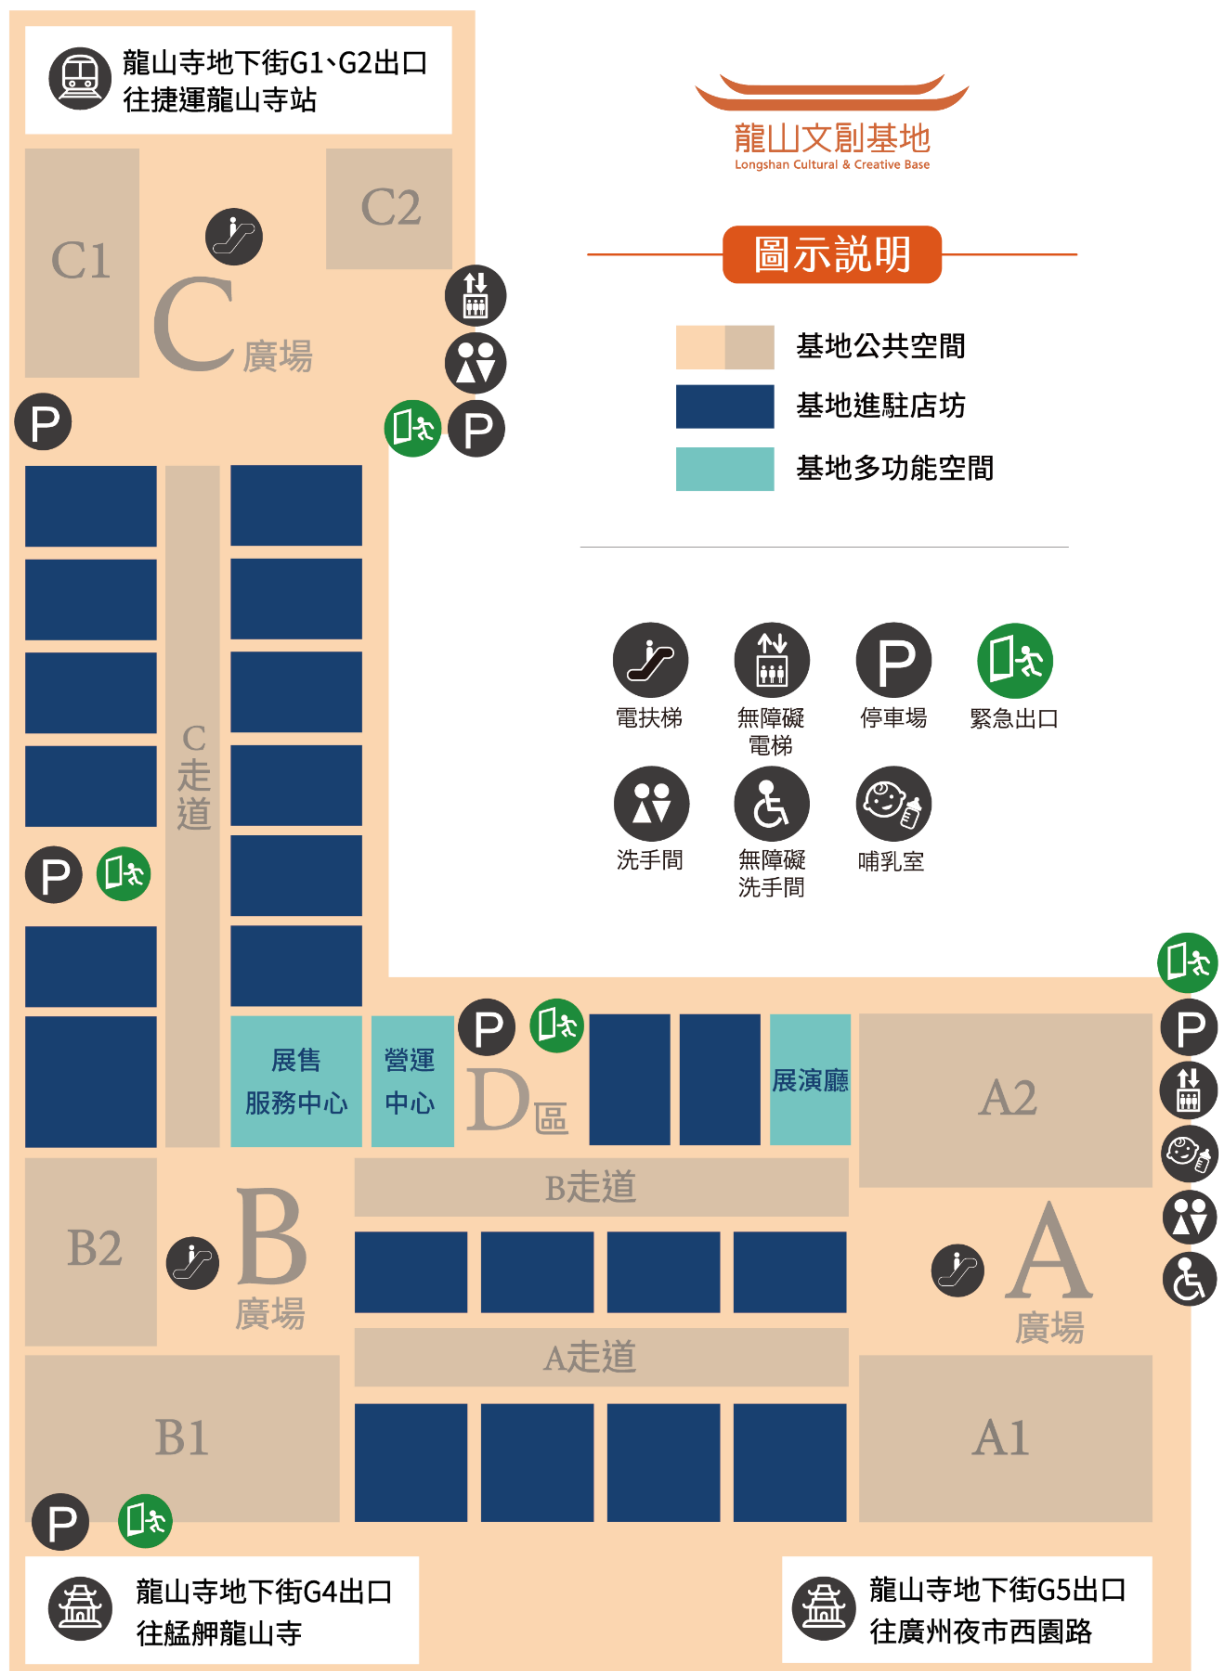 龍山寺地下街G1、G2出口
往捷運龍山寺站
龍山文創基地
Longshan Cultural & Creative Base
圖示説明
基地公共空間
基地進駐店坊
基地多功能空間
電扶梯
無障礙
電梯
P
停車場
緊急出口
洗手間
無障礙
洗手間
哺乳室
C1
C2
C
廣場
P
P
C
走
道
P
展售
服務中心
營運
中心
P
D區
展演廳
A2
P
B2
B
廣場
B走道
A
廣場
A走道
B1
A1
P
龍山寺地下街G4出口
往艋舺龍山寺
龍山寺地下街G5出口
往廣州夜市西園路